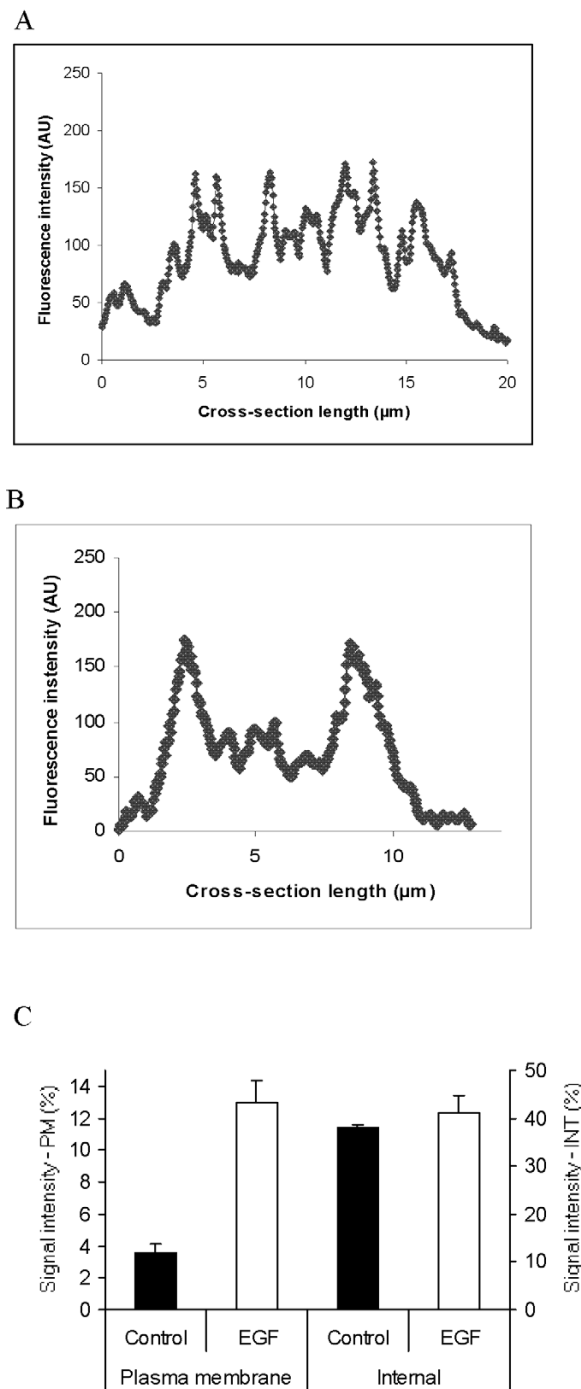 A
250
200
150
100
50
0
Fluorescence intensity (AU)
0 5 10 15 20
Cross-section length (µm)
B
250
200
150
100
50
0
Fluorescence instensity (AU)
0 5 10
Cross-section length (µm)
C
Signal intensity - PM (%)
14
12
10
8
6
4
2
0
50
40
30
20
10
0
Signal intensity - INT (%)
Control EGF Control EGF
Plasma membrane Internal